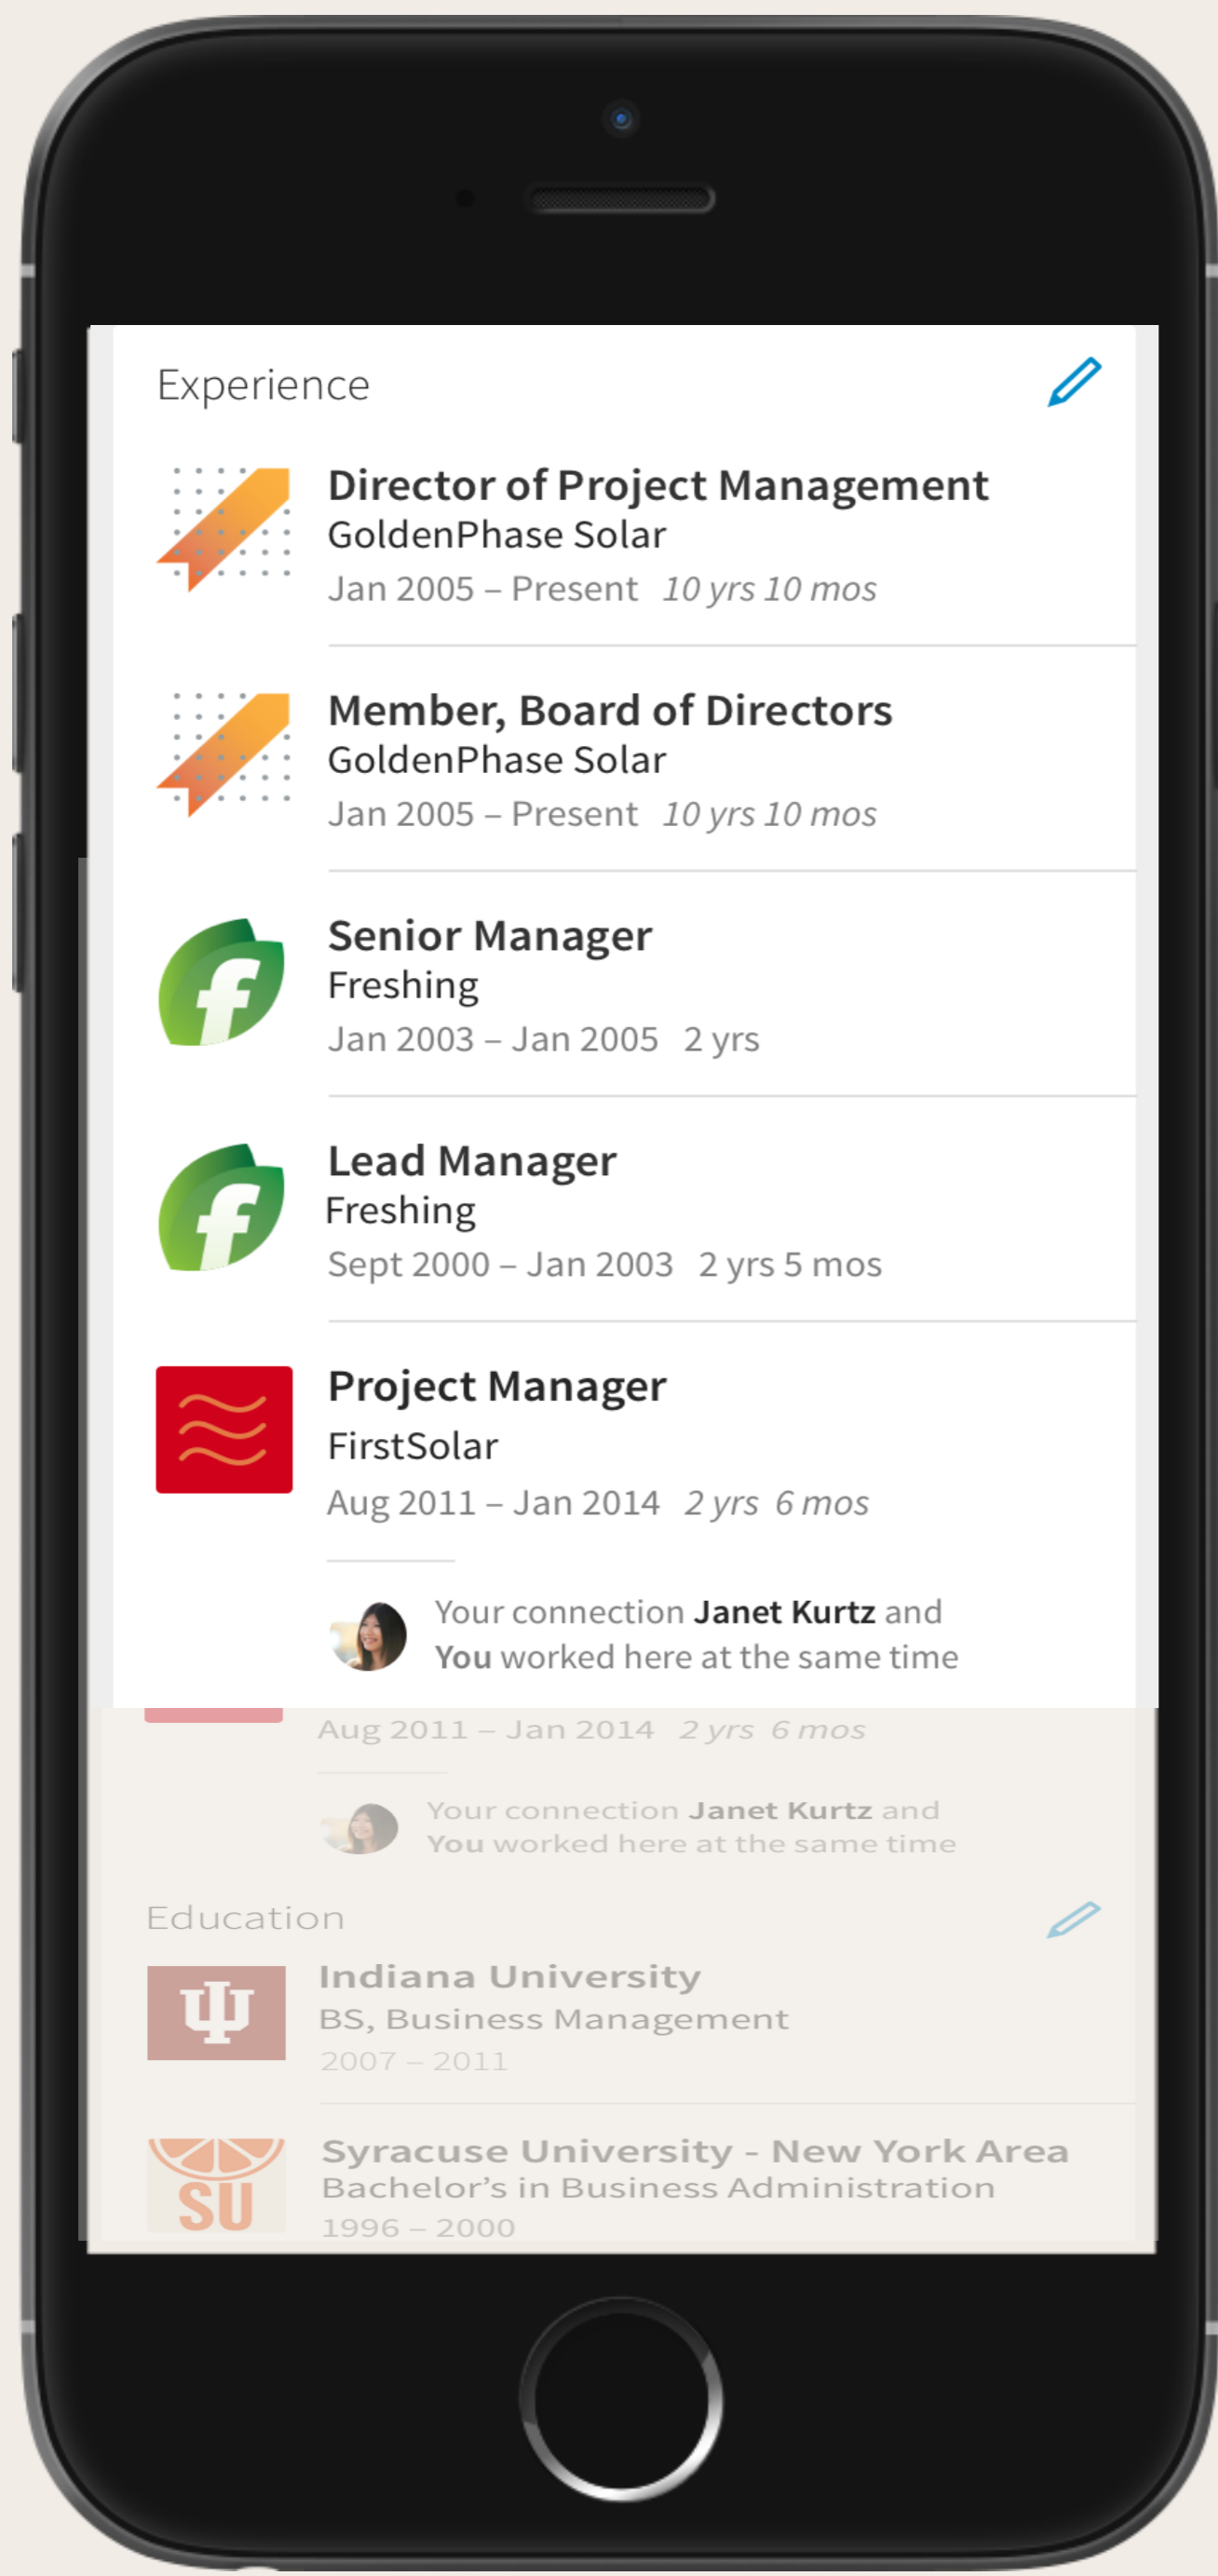 Experience
Director of Project Management
GoldenPhase Solar
Jan 2005 – Present 10 yrs 10 mos
Member, Board of Directors
GoldenPhase Solar
Jan 2005 – Present 10 yrs 10 mos
f
Senior Manager
Freshing
Jan 2003 – Jan 2005 2 yrs
f
Lead Manager
Freshing
Sept 2000 – Jan 2003 2 yrs 5 mos
Project Manager
FirstSolar
Aug 2011 – Jan 2014 2 yrs 6 mos
Your connection Janet Kurtz and
You worked here at the same time
Aug 2011 – Jan 2014 2 yrs 6 mos
Your connection Janet Kurtz and
You worked here at the same time
Education
Indiana University
BS, Business Management
2007 – 2011
Syracuse University - New York Area
Bachelor’s in Business Administration
SU
1996 – 2000